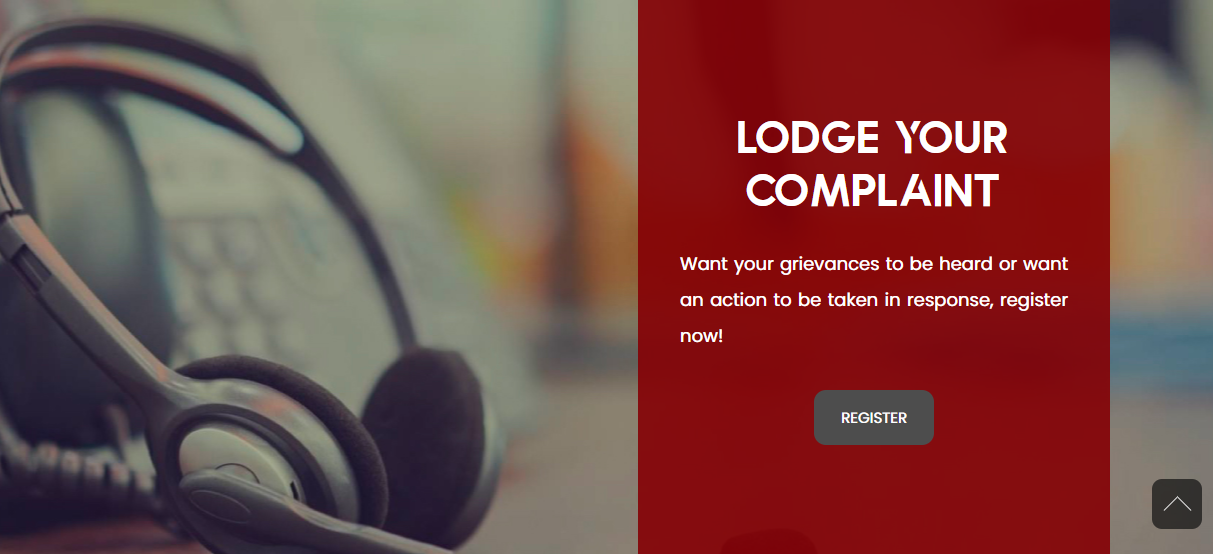 LODGE YOUR
COMPLAINT
Want your grievances to be heard or want
an action to be taken in response, register
now!
REGISTER